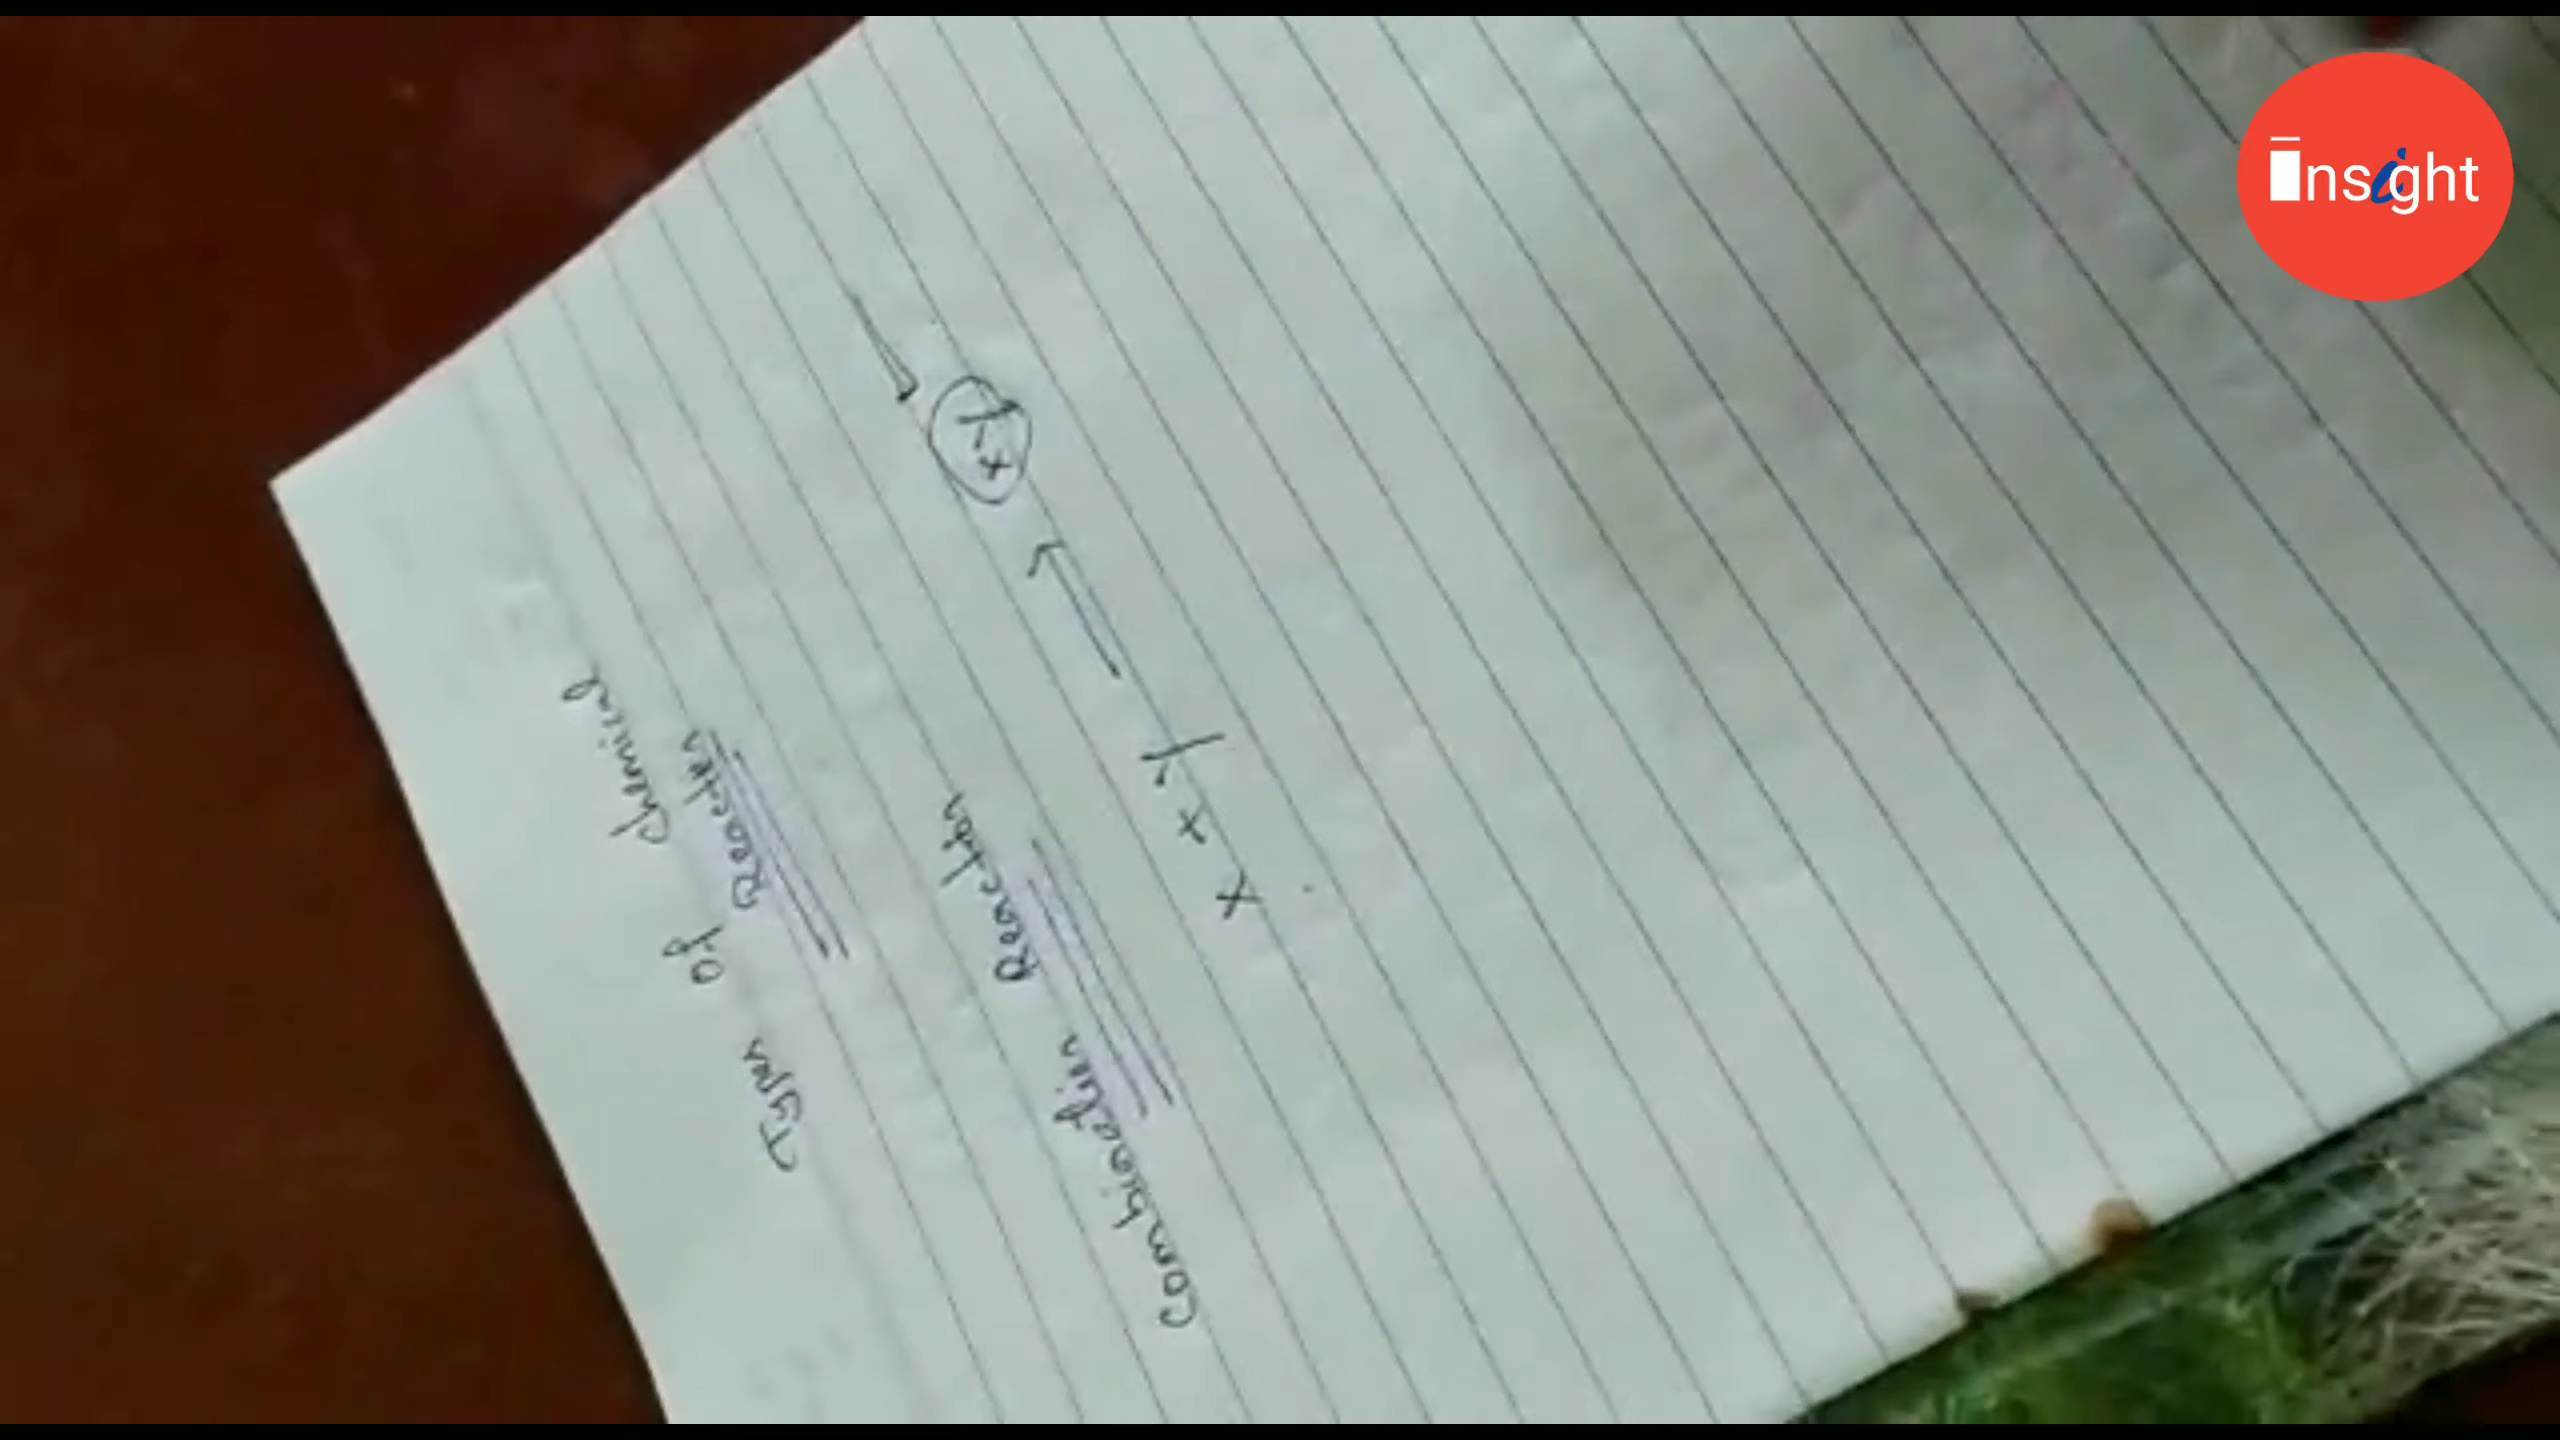 Types of chemical
Reaction
Combination Reaction
X + Y → XY
Insight